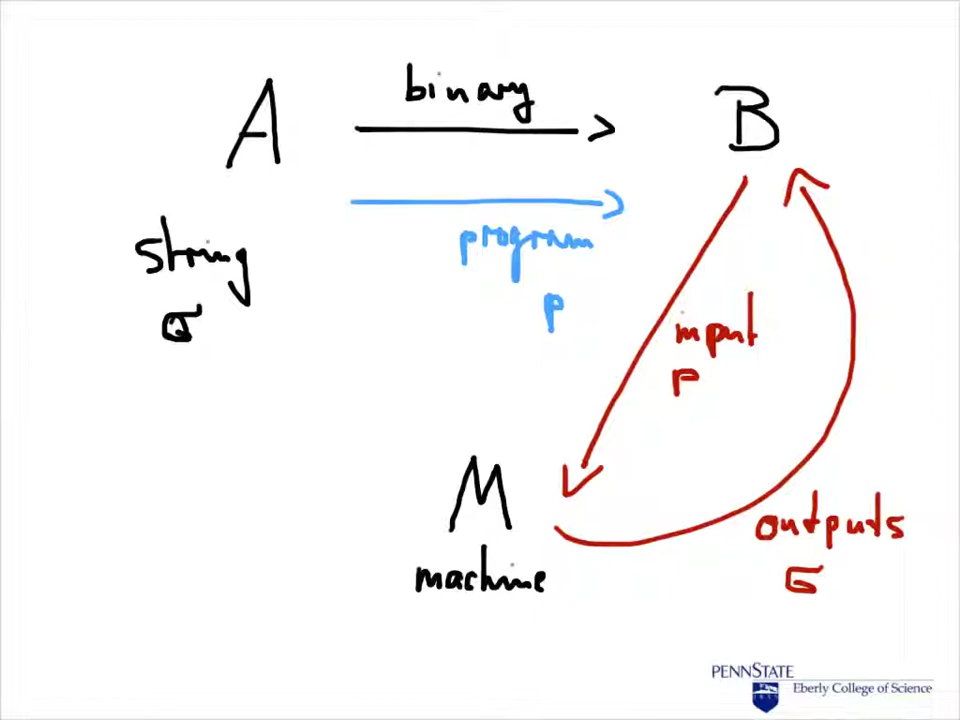 A
binary
B
program
p
string
σ
input
p
M
machine
outputs
σ
PENNSTATE
Eberly College of Science